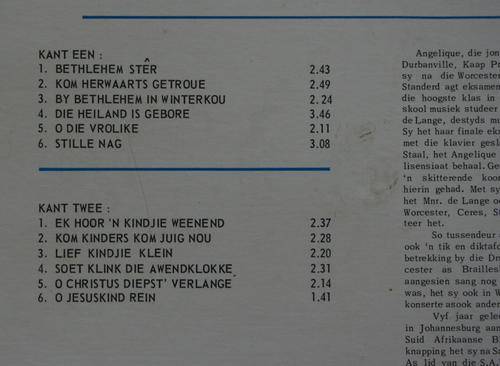 KANT EEN :
1. BETHLEHEM STÊR 2.43
2. KOM HERWAARTS GETROUE 2.49
3. BY BETHLEHEM IN WINTERKOU 2.24
4. DIE HEILAND IS GEBORE 3.46
5. O DIE VROLIKE 2.11
6. STILLE NAG 3.08
KANT TWEE :
1. EK HOOR 'N KINDJIE WEENEND 2.37
2. KOM KINDERS KOM JUIG NOU 2.28
3. LIEF KINDJIE KLEIN 2.20
4. SOET KLINK DIE AWENDKLOKKE 2.31
5. O CHRISTUS DIEPST' VERLANGE 2.14
6. O JESUSKIND REIN 1.41
Angelique, die jon
Durbanville, Kaap Pr
sy na die Worcester
Standerd agt eksamen
die hoogste klas in
skool musiek studeer
de Lange, destyds mu
Sy het haar finale ek
met die klavier gesl
Staal, het Angelique
lisensiaat behaal. Ge
'n skitterende koor
hierin gehad. Met sy
het Mnr. de Lange oo
Worcester, Ceres, S
teer het.
So tussendeur
ook 'n tik en diktaf
betrekking by die Dr
cester as Brailles
aangesien sang nog
was, het sy ook in W
konserte asook ander
Vyf jaar gele
in Johannesburg aan
Suid Afrikaanse B
knapping het sy na S
As lid van die S.A.